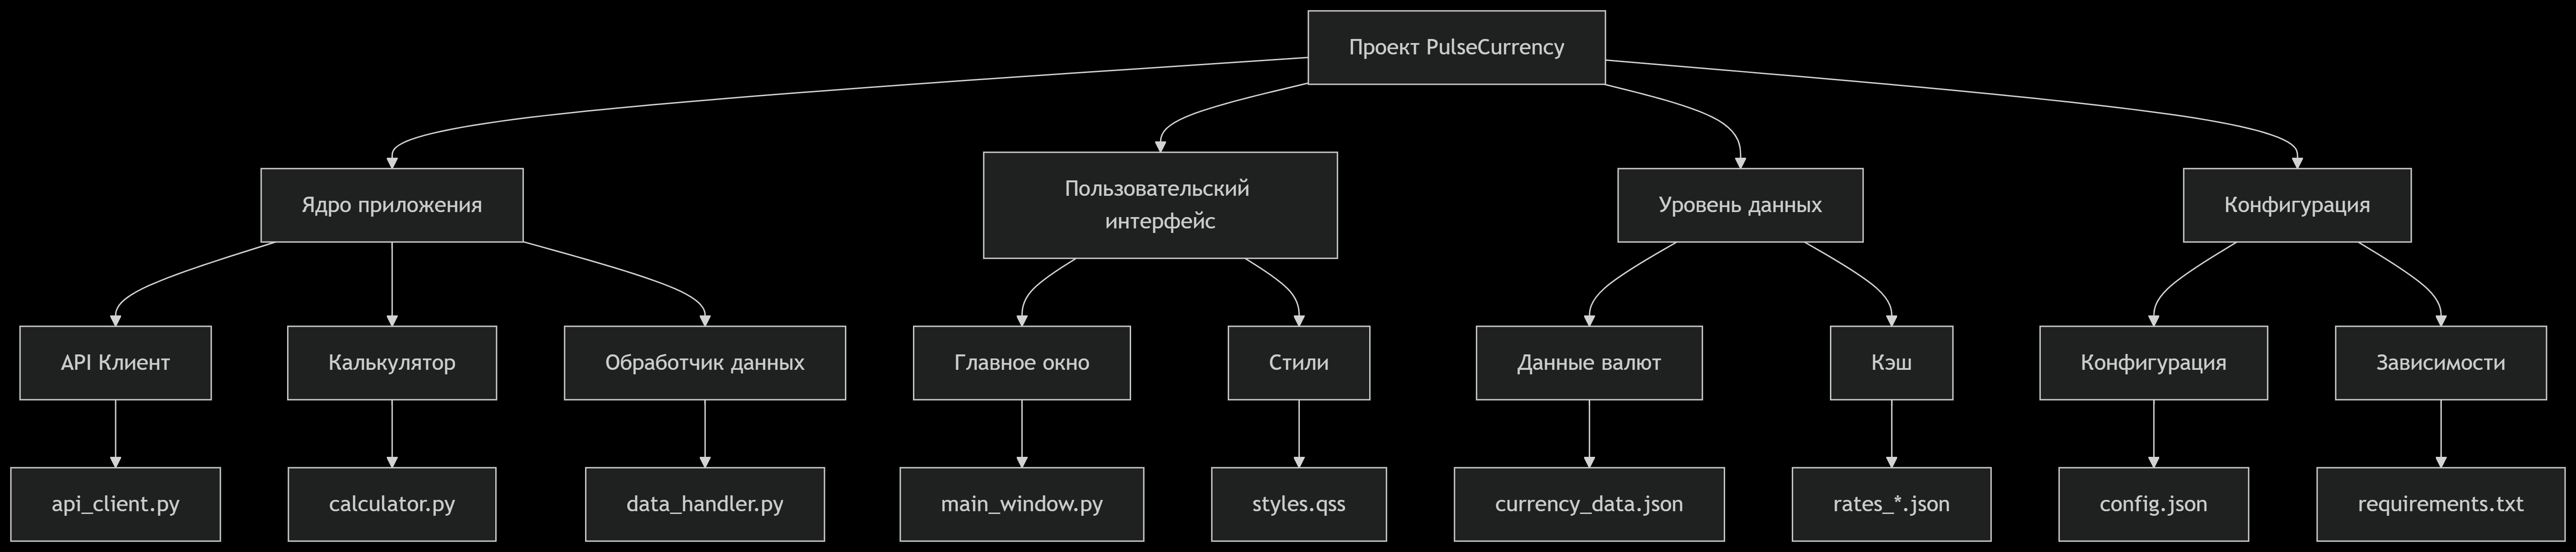 Проект PulseCurrency
Ядро приложения
Пользовательский
интерфейс
Уровень данных
Конфигурация
API Клиент
Калькулятор
Обработчик данных
Главное окно
Стили
Данные валют
Кэш
Конфигурация
Зависимости
api_client.py
calculator.py
data_handler.py
main_window.py
styles.qss
currency_data.json
rates_*.json
config.json
requirements.txt